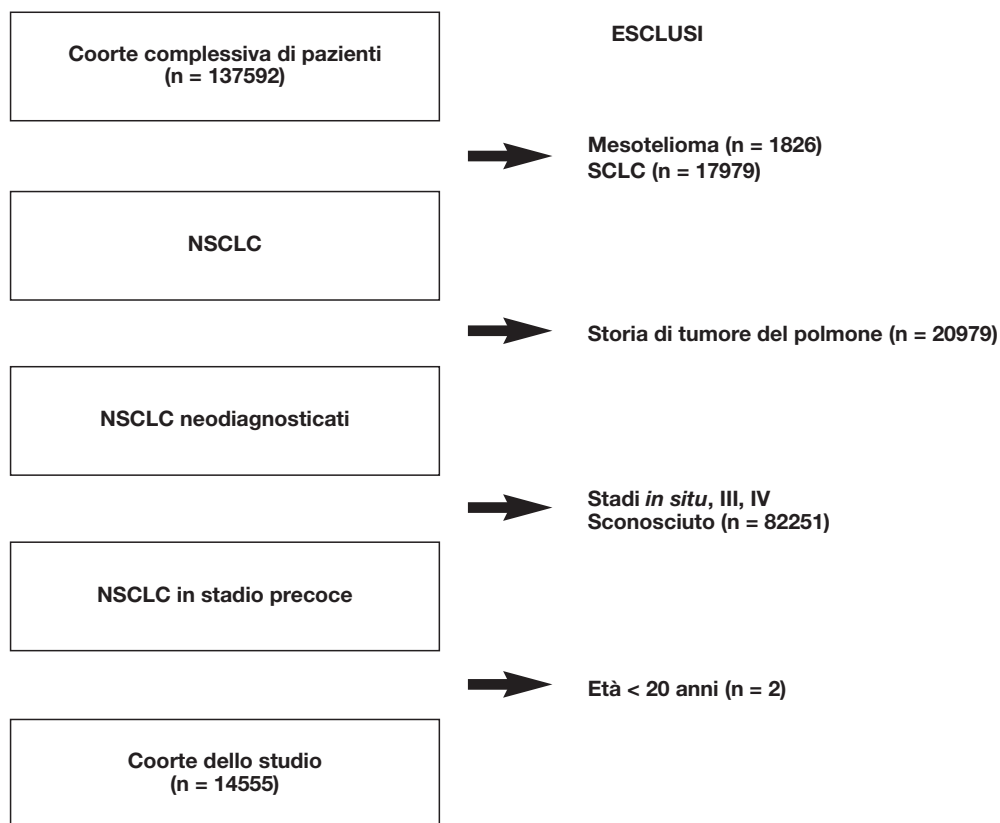 Coorte complessiva di pazienti
(n = 137592)
ESCLUSI
Mesotelioma (n = 1826)
SCLC (n = 17979)
NSCLC
Storia di tumore del polmone (n = 20979)
NSCLC neodiagnosticati
Stadi in situ, III, IV
Sconosciuto (n = 82251)
NSCLC in stadio precoce
Età < 20 anni (n = 2)
Coorte dello studio
(n = 14555)